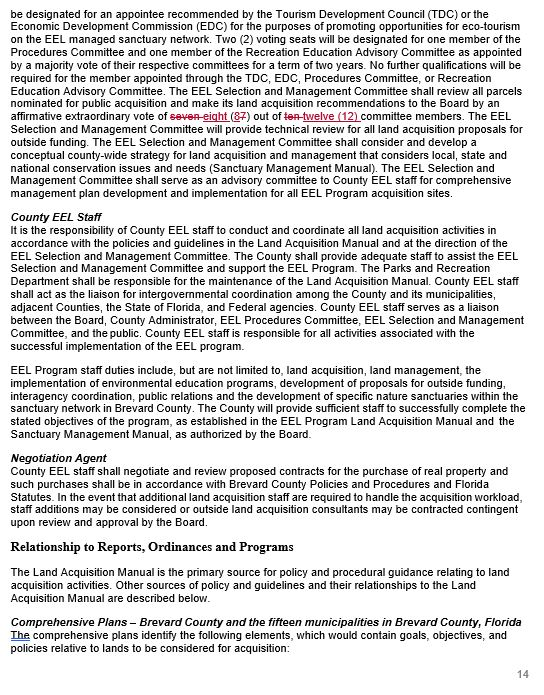 be designated for an appointee recommended by the Tourism Development Council (TDC) or the
Economic Development Commission (EDC) for the purposes of promoting opportunities for eco-tourism
on the EEL managed sanctuary network. Two (2) voting seats will be designated for one member of the
Procedures Committee and one member of the Recreation Education Advisory Committee as appointed
by a majority vote of their respective committees for a term of two years. No further qualifications will be
required for the member appointed through the TDC, EDC, Procedures Committee, or Recreation
Education Advisory Committee. The EEL Selection and Management Committee shall review all parcels
nominated for public acquisition and make its land acquisition recommendations to the Board by an
affirmative extraordinary vote of seven eight (87) out of ten twelve (12) committee members. The EEL
Selection and Management Committee will provide technical review for all land acquisition proposals for
outside funding. The EEL Selection and Management Committee shall consider and develop a
conceptual county-wide strategy for land acquisition and management that considers local, state and
national conservation issues and needs (Sanctuary Management Manual). The EEL Selection and
Management Committee shall serve as an advisory committee to County EEL staff for comprehensive
management plan development and implementation for all EEL Program acquisition sites.
County EEL Staff
It is the responsibility of County EEL staff to conduct and coordinate all land acquisition activities in
accordance with the policies and guidelines in the Land Acquisition Manual and at the direction of the
EEL Selection and Management Committee. The County shall provide adequate staff to assist the EEL
Selection and Management Committee and support the EEL Program. The Parks and Recreation
Department shall be responsible for the maintenance of the Land Acquisition Manual. County EEL staff
shall act as the liaison for intergovernmental coordination among the County and its municipalities,
adjacent Counties, the State of Florida, and Federal agencies. County EEL staff serves as a liaison
between the Board, County Administrator, EEL Procedures Committee, EEL Selection and Management
Committee, and the public. County EEL staff is responsible for all activities associated with the
successful implementation of the EEL program.
EEL Program staff duties include, but are not limited to, land acquisition, land management, the
implementation of environmental education programs, development of proposals for outside funding,
interagency coordination, public relations and the development of specific nature sanctuaries within the
sanctuary network in Brevard County. The County will provide sufficient staff to successfully complete the
stated objectives of the program, as established in the EEL Program Land Acquisition Manual and the
Sanctuary Management Manual, as authorized by the Board.
Negotiation Agent
County EEL staff shall negotiate and review proposed contracts for the purchase of real property and
such purchases shall be in accordance with Brevard County Policies and Procedures and Florida
Statutes. In the event that additional land acquisition staff are required to handle the acquisition workload,
staff additions may be considered or outside land acquisition consultants may be contracted contingent
upon review and approval by the Board.
Relationship to Reports, Ordinances and Programs
The Land Acquisition Manual is the primary source for policy and procedural guidance relating to land
acquisition activities. Other sources of policy and guidelines and their relationships to the Land
Acquisition Manual are described below.
Comprehensive Plans – Brevard County and the fifteen municipalities in Brevard County, Florida
The comprehensive plans identify the following elements, which would contain goals, objectives, and
policies relative to lands to be considered for acquisition:
14